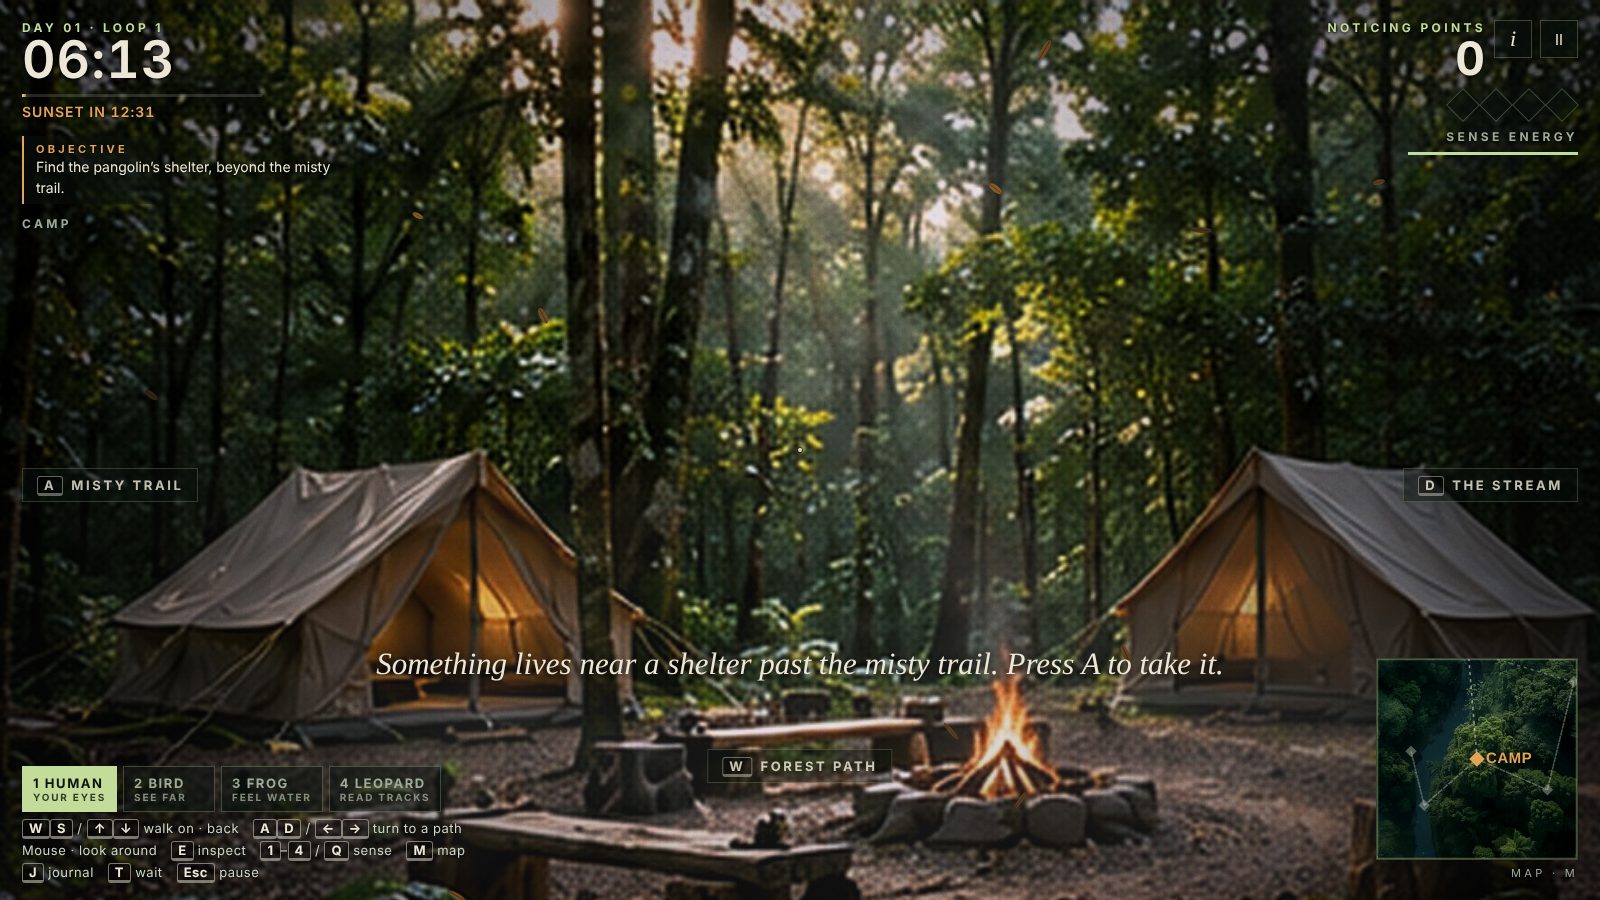 DAY 01 · LOOP 1
06:13
SUNSET IN 12:31
OBJECTIVE
Find the pangolin’s shelter, beyond the misty
trail.
CAMP
NOTICING POINTS
0
i
II
SENSE ENERGY
A MISTY TRAIL
D THE STREAM
Something lives near a shelter past the misty trail. Press A to take it.
W FOREST PATH
CAMP
MAP · M
1 HUMAN
YOUR EYES
2 BIRD
SEE FAR
3 FROG
FEEL WATER
4 LEOPARD
READ TRACKS
W S / ↑ ↓ walk on · back A D / ← → turn to a path
Mouse · look around E inspect 1–4 / Q sense M map
J journal T wait Esc pause